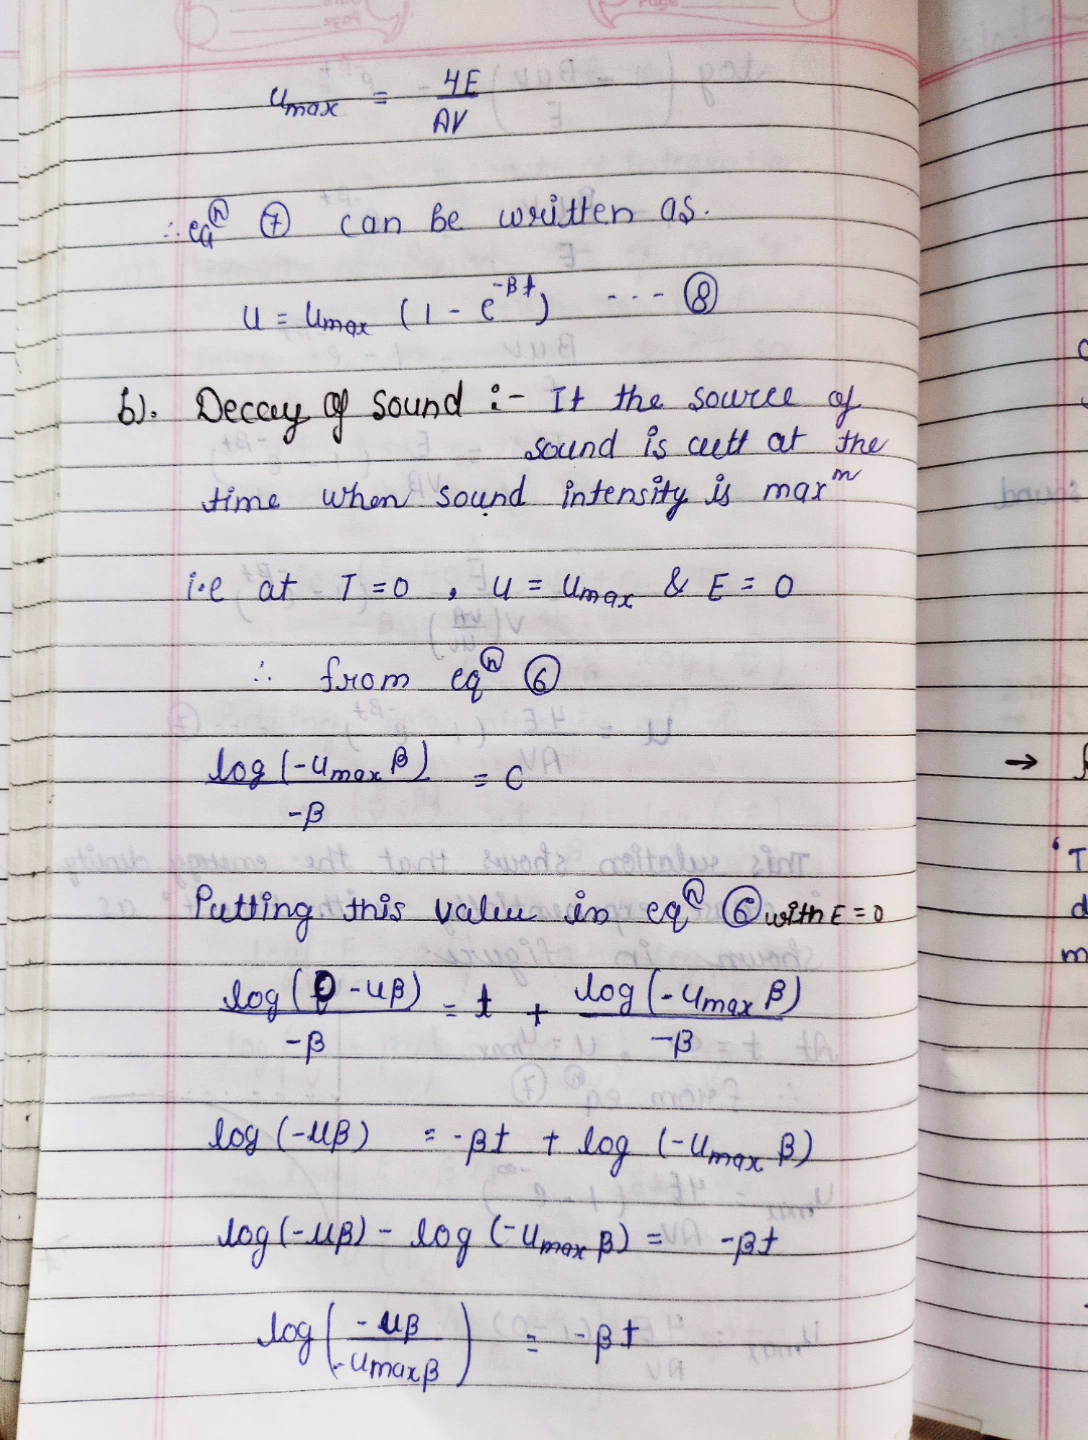 u_max = 4E/AV
∴ eqⁿ ⑦ can be written as.
u = u_max (1 - e^-βt) --- ⑧
b). Decay of sound :- It the source of
sound is cutt at the
time when sound intensity is maxᵐ
i.e at T=0 , u = u_max & E = 0
∴ from eqⁿ ⑥
log (-u_max β)/-β = c
Putting this value in eqⁿ ⑥ with E = 0
log (0 - uβ)/-β = t + log (-u_max β)/-β
log (-uβ) = -βt + log (-u_max β)
log (-uβ) - log (-u_max β) = -βt
log (-uβ/-u_max β) = -βt